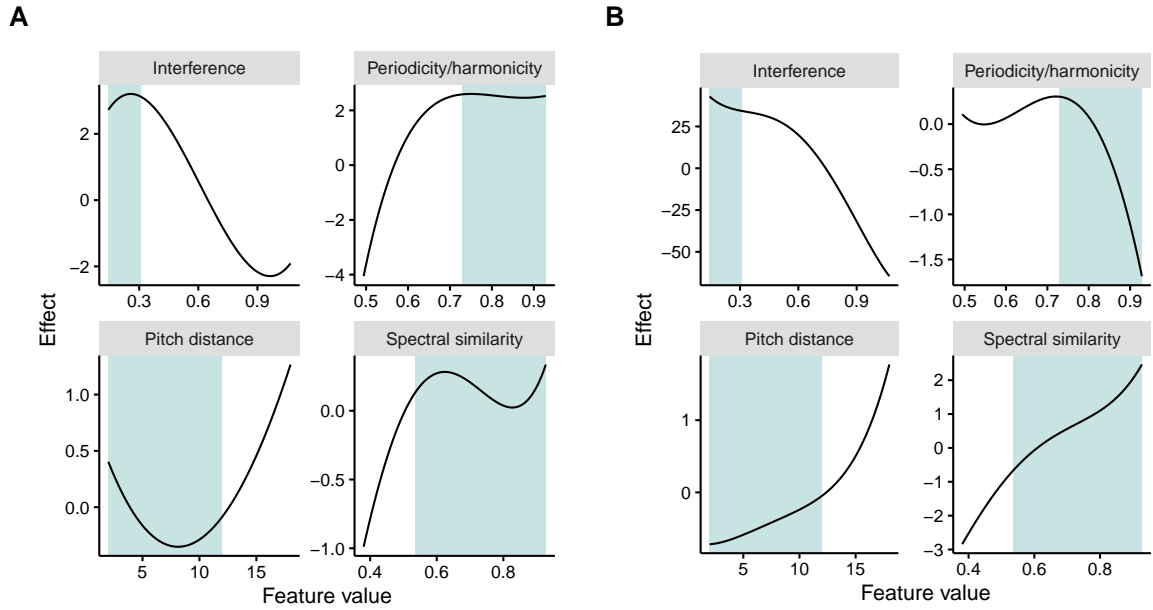 A
B
Interference
Periodicity/harmonicity
2
0
−2
0.3 0.6 0.9
2
0
−2
−4
0.5 0.6 0.7 0.8 0.9
Pitch distance
Spectral similarity
1.0
0.5
0.0
5 10 15
0.0
−0.5
−1.0
0.4 0.6 0.8
Effect
Feature value
Interference
Periodicity/harmonicity
25
0
−25
−50
0.3 0.6 0.9
0.0
−0.5
−1.0
−1.5
0.5 0.6 0.7 0.8 0.9
Pitch distance
Spectral similarity
1
0
5 10 15
2
1
0
−1
−2
−3
0.4 0.6 0.8
Effect
Feature value